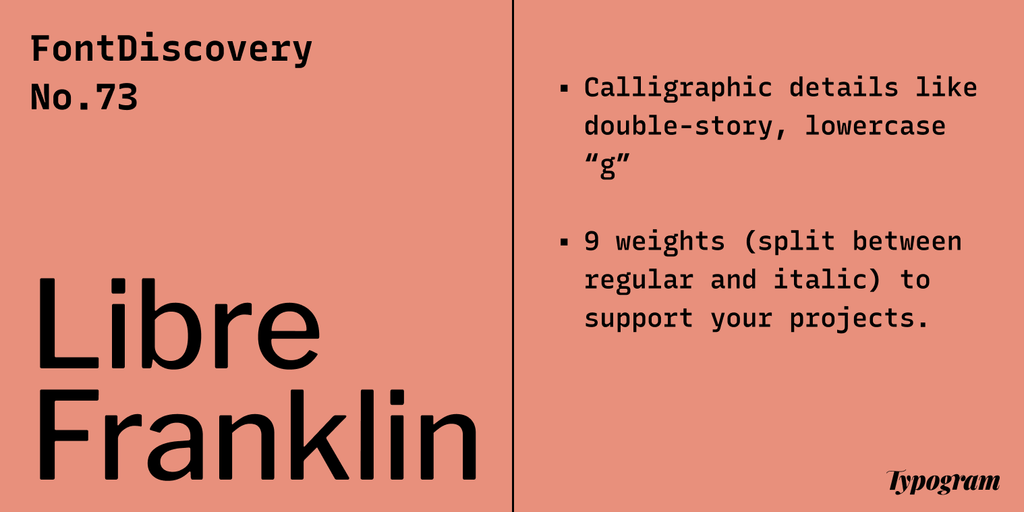 FontDiscovery
No.73
Libre
Franklin
▪ Calligraphic details like
double-story, lowercase
“g”
▪ 9 weights (split between
regular and italic) to
support your projects.
Typogram